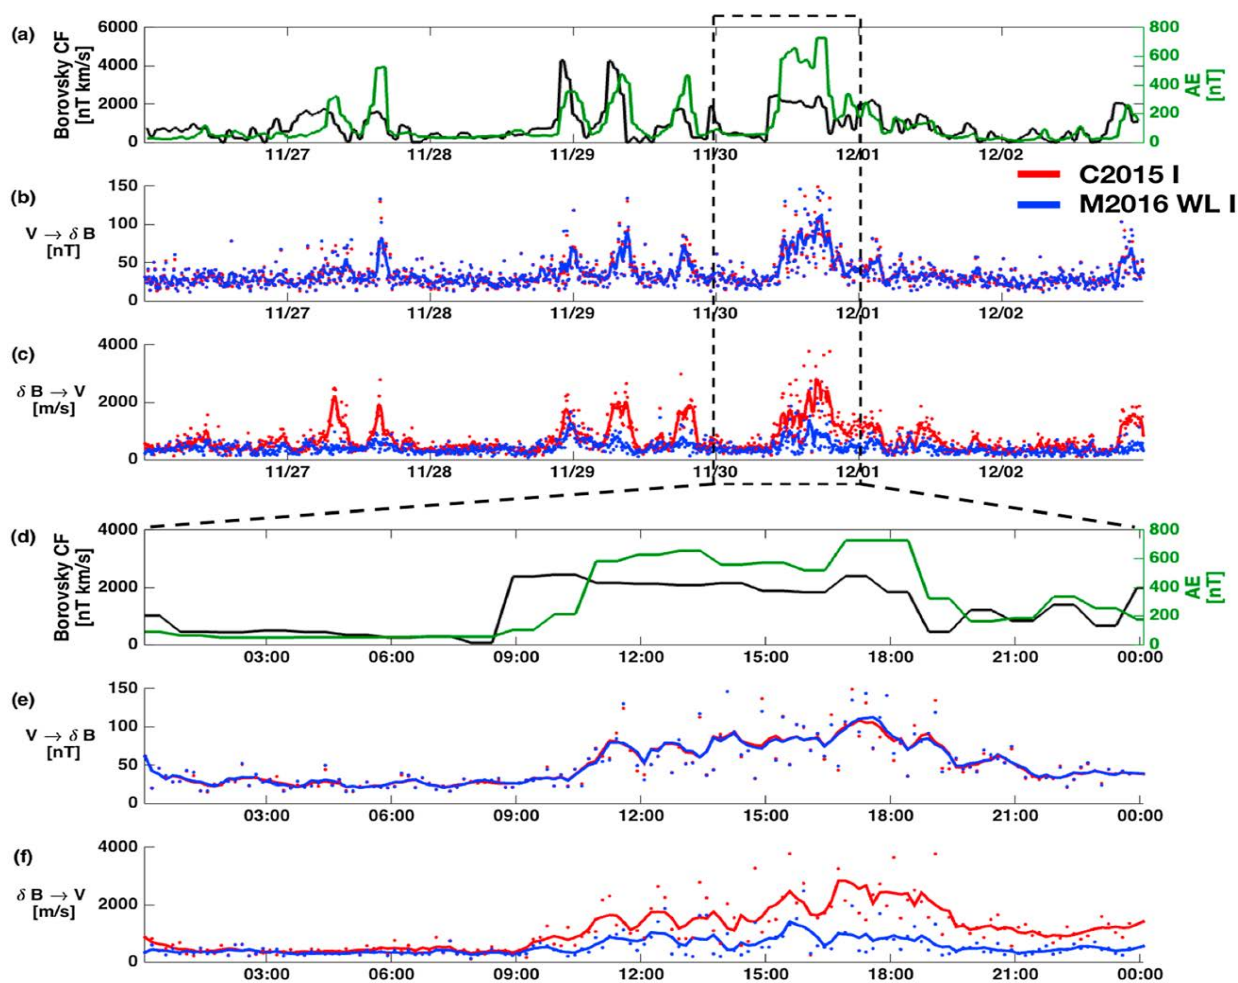 (a)
Borovsky CF
[nT km/s]
6000
4000
2000
0
800
600
400
200
0
AE
[nT]
11/27 11/28 11/29 11/30 12/01 12/02
C2015 I
M2016 WL I
(b)
V → δ B
[nT]
150
100
50
0
11/27 11/28 11/29 11/30 12/01 12/02
(c)
δ B → V
[m/s]
4000
2000
0
11/27 11/28 11/29 11/30 12/01 12/02
(d)
Borovsky CF
[nT km/s]
4000
2000
0
800
600
400
200
0
AE
[nT]
03:00 06:00 09:00 12:00 15:00 18:00 21:00 00:00
(e)
V → δ B
[nT]
150
100
50
0
03:00 06:00 09:00 12:00 15:00 18:00 21:00 00:00
(f)
δ B → V
[m/s]
4000
2000
0
03:00 06:00 09:00 12:00 15:00 18:00 21:00 00:00